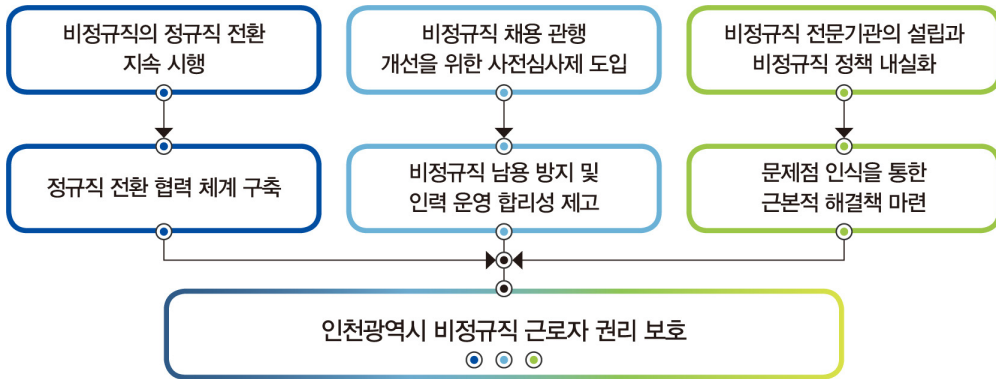 비정규직의 정규직 전환
지속 시행
비정규직 채용 관행
개선을 위한 사전심사제 도입
비정규직 전문기관의 설립과
비정규직 정책 내실화
정규직 전환 협력 체계 구축
비정규직 남용 방지 및
인력 운영 합리성 제고
문제점 인식을 통한
근본적 해결책 마련
인천광역시 비정규직 근로자 권리 보호